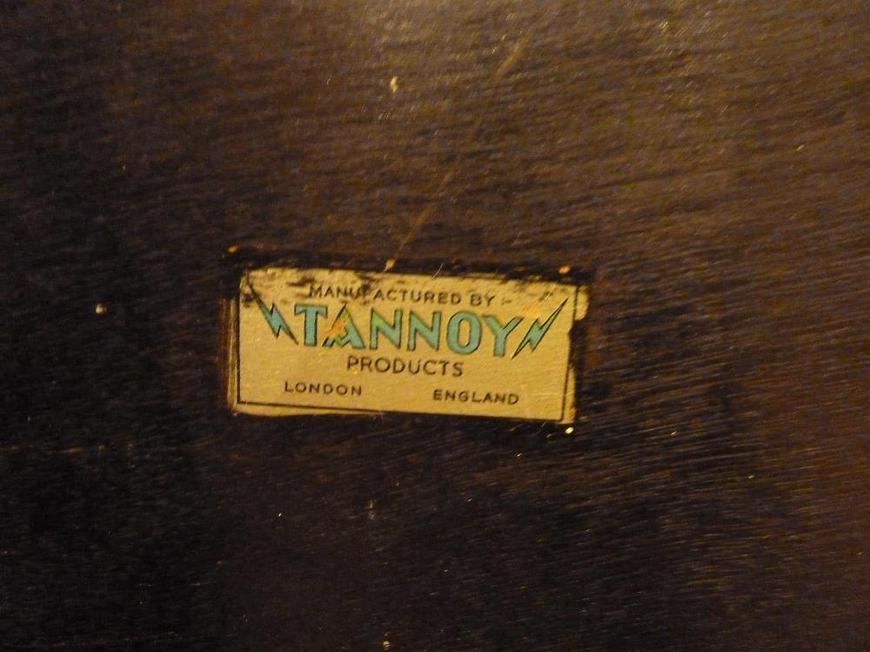 MANUFACTURED BY :-
TANNOY
PRODUCTS
LONDON ENGLAND